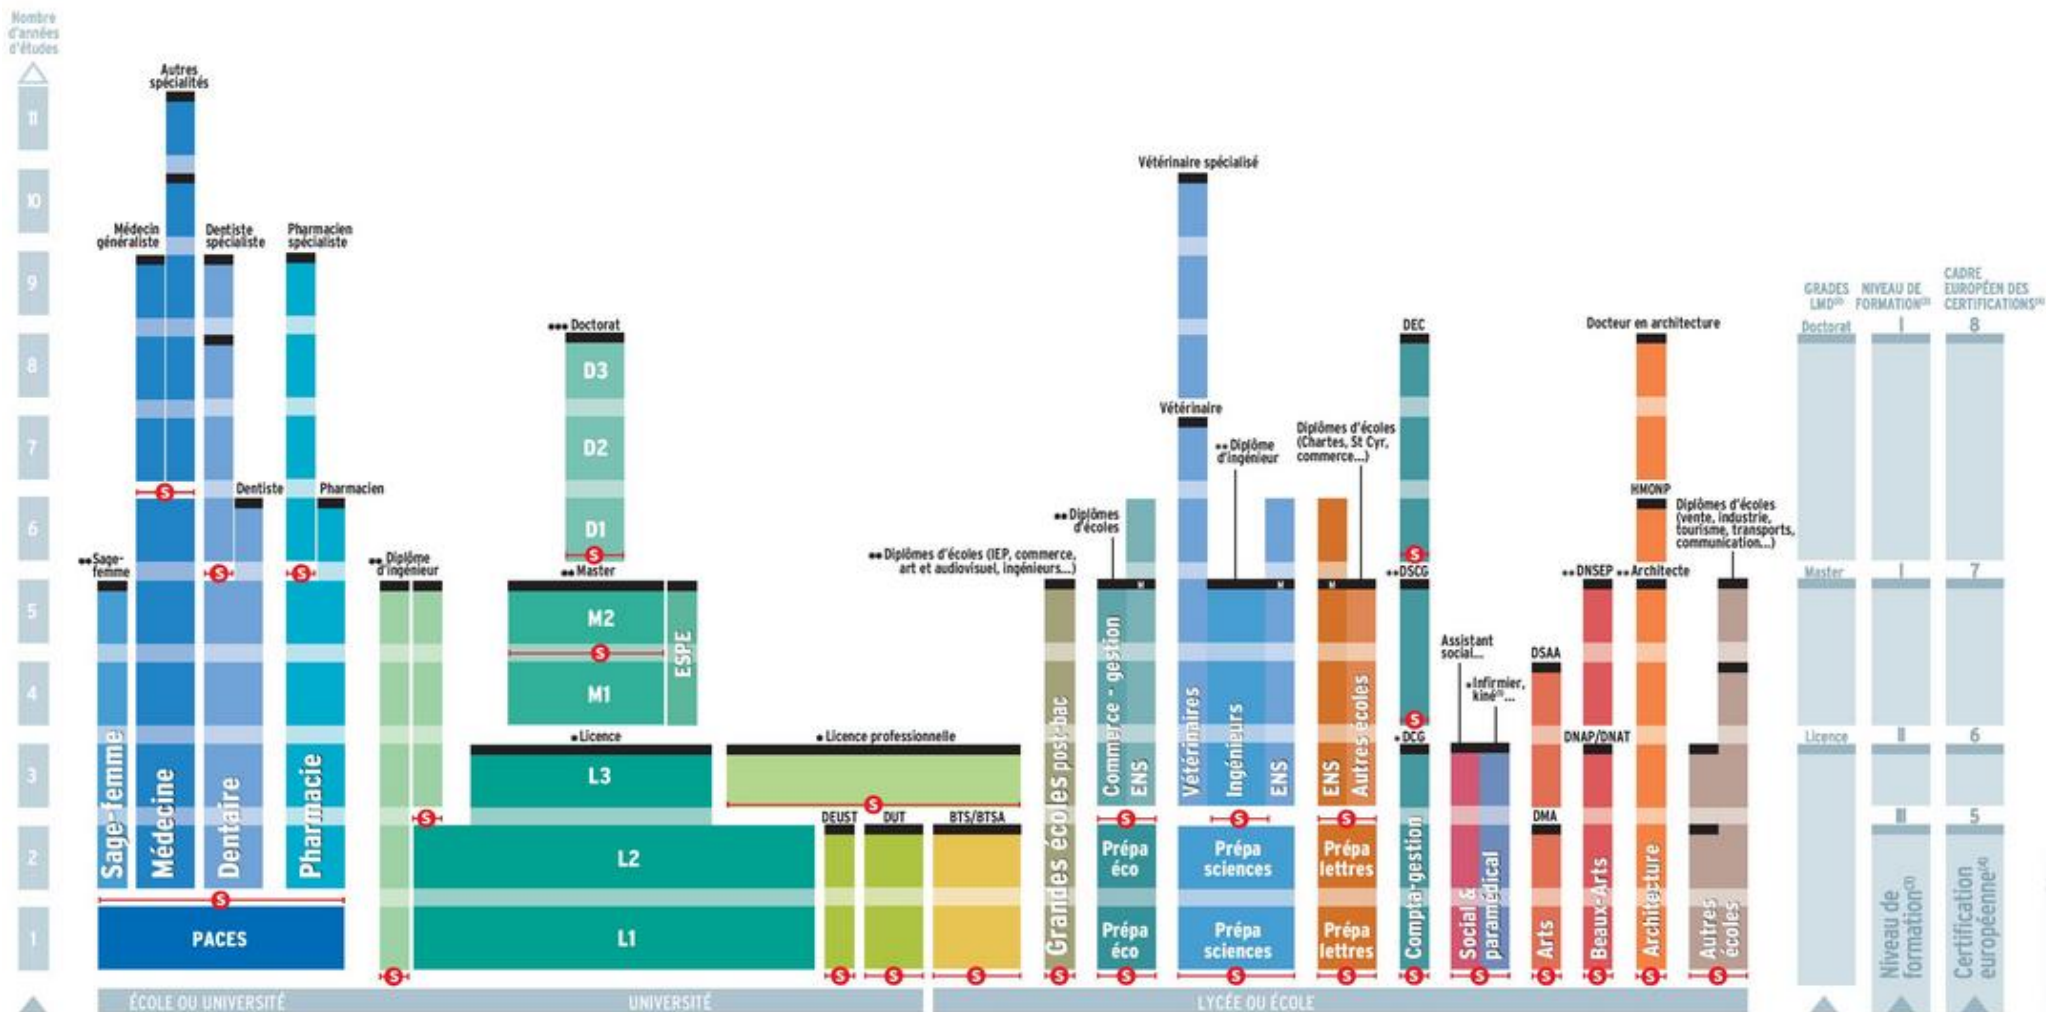 Nombre
d'années
d'études
11
10
9
8
7
6
5
4
3
2
1
Autres
spécialités
Médecin
généraliste
Dentiste
spécialiste
Pharmacien
spécialiste
S
Dentiste
Pharmacien
S
S
●●Sage-
femme
Sage-femme
Médecine
Dentaire
Pharmacie
S
PACES
●● Diplôme
d'ingénieur
S
S
●●● Doctorat
D3
D2
D1
S
●● Master
M2
S
M1
ESPE
● Licence
L3
L2
L1
● Licence professionnelle
S
DEUST
DUT
BTS/BTSA
S
S
S
●● Diplômes d'écoles (IEP, commerce,
art et audiovisuel, ingénieurs...)
Grandes écoles post-bac
S
●● Diplômes
d'écoles
M
Commerce - gestion
ENS
S
Prépa
éco
Prépa
éco
S
Vétérinaire spécialisé
Vétérinaire
●● Diplôme
d'ingénieur
M
Vétérinaires
Ingénieurs
ENS
S
Prépa
sciences
Prépa
sciences
S
Diplômes d'écoles
(Chartes, St Cyr,
commerce...)
M
ENS
Autres écoles
S
Prépa
lettres
Prépa
lettres
S
DEC
S
●● DSCG
S
● DCG
Compta-gestion
S
Assistant
social...
● Infirmier,
kiné⁽¹⁾...
Social &
paramédical
S
DSAA
DMA
Arts
S
●● DNSEP
DNAP/DNAT
Beaux-Arts
S
Docteur en architecture
HMONP
●● Architecte
Architecture
S
Diplômes d'écoles
(vente, industrie,
tourisme, transports,
communication...)
Autres
écoles
S
GRADES
LMD⁽²⁾
Doctorat
Master
Licence
NIVEAU DE
FORMATION⁽³⁾
I
I
II
III
Niveau de
formation⁽³⁾
CADRE
EUROPÉEN DES
CERTIFICATIONS⁽⁴⁾
8
7
6
5
Certification
européenne⁽⁴⁾
ÉCOLE OU UNIVERSITÉ
UNIVERSITÉ
LYCÉE OU ÉCOLE